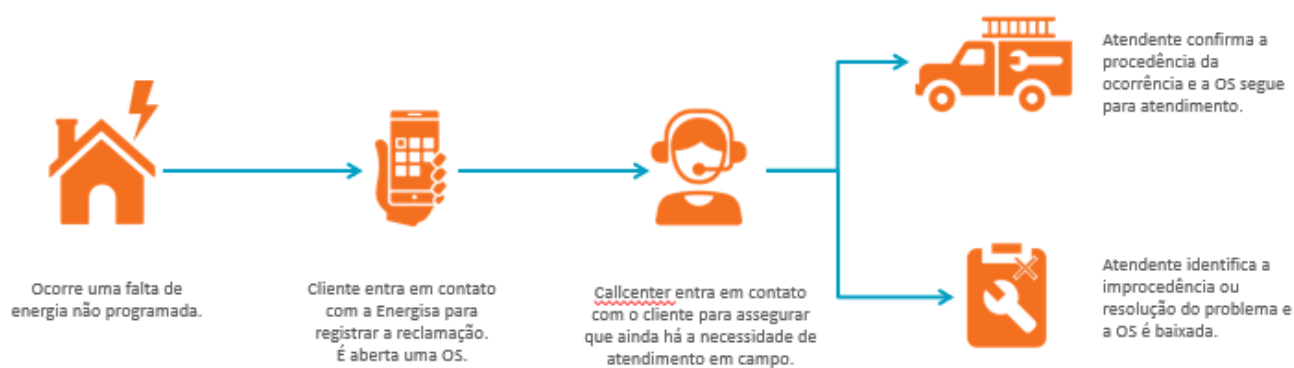 Ocorre uma falta de
energia não programada.
Cliente entra em contato
com a Energisa para
registrar a reclamação.
É aberta uma OS.
Callcenter entra em contato
com o cliente para assegurar
que ainda há a necessidade de
atendimento em campo.
Atendente confirma a
procedência da
ocorrência e a OS segue
para atendimento.
Atendente identifica a
improcedência ou
resolução do problema e
a OS é baixada.